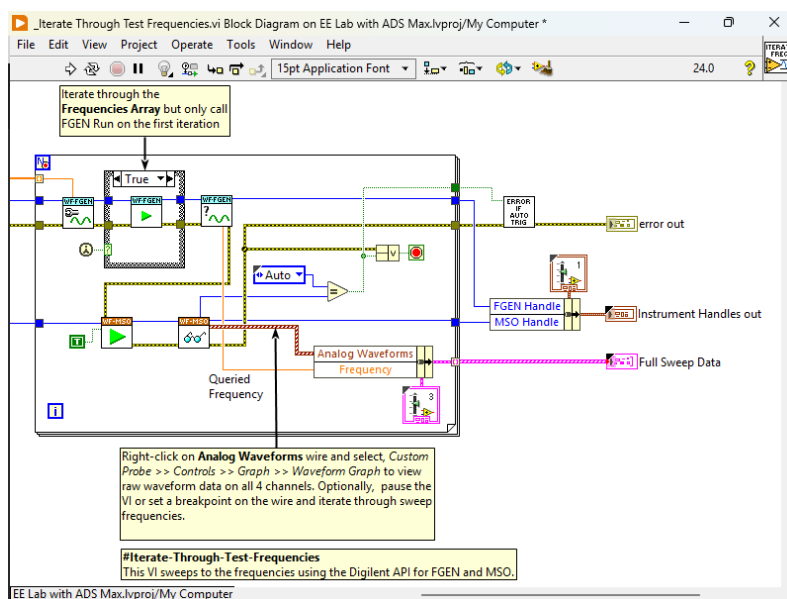 _Iterate Through Test Frequencies.vi Block Diagram on EE Lab with ADS Max.lvproj/My Computer *
File Edit View Project Operate Tools Window Help
15pt Application Font
24.0
ITERA
FREQ
Iterate through the
Frequencies Array but only call
FGEN Run on the first iteration
N
True
WF-FGEN
WF-FGEN
WF-FGEN
?
?
ERROR
IF
AUTO
TRIG
error out
v
Auto
=
1
FGEN Handle
MSO Handle
Instrument Handles out
WF-MSO
WF-MSO
T
Analog Waveforms
Frequency
Full Sweep Data
Queried
Frequency
3
i
Right-click on Analog Waveforms wire and select, Custom
Probe >> Controls >> Graph >> Waveform Graph to view
raw waveform data on all 4 channels. Optionally, pause the
VI or set a breakpoint on the wire and iterate through sweep
frequencies.
#Iterate-Through-Test-Frequencies
This VI sweeps to the frequencies using the Digilent API for FGEN and MSO.
EE Lab with ADS Max.lvproj/My Computer